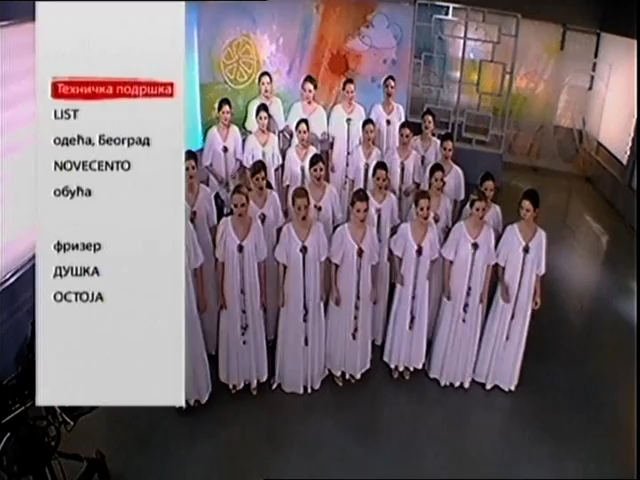 Техничка подршка
LIST
одећа, Београд
NOVECENTO
обућа
фризер
ДУШКА
ОСТОЈА